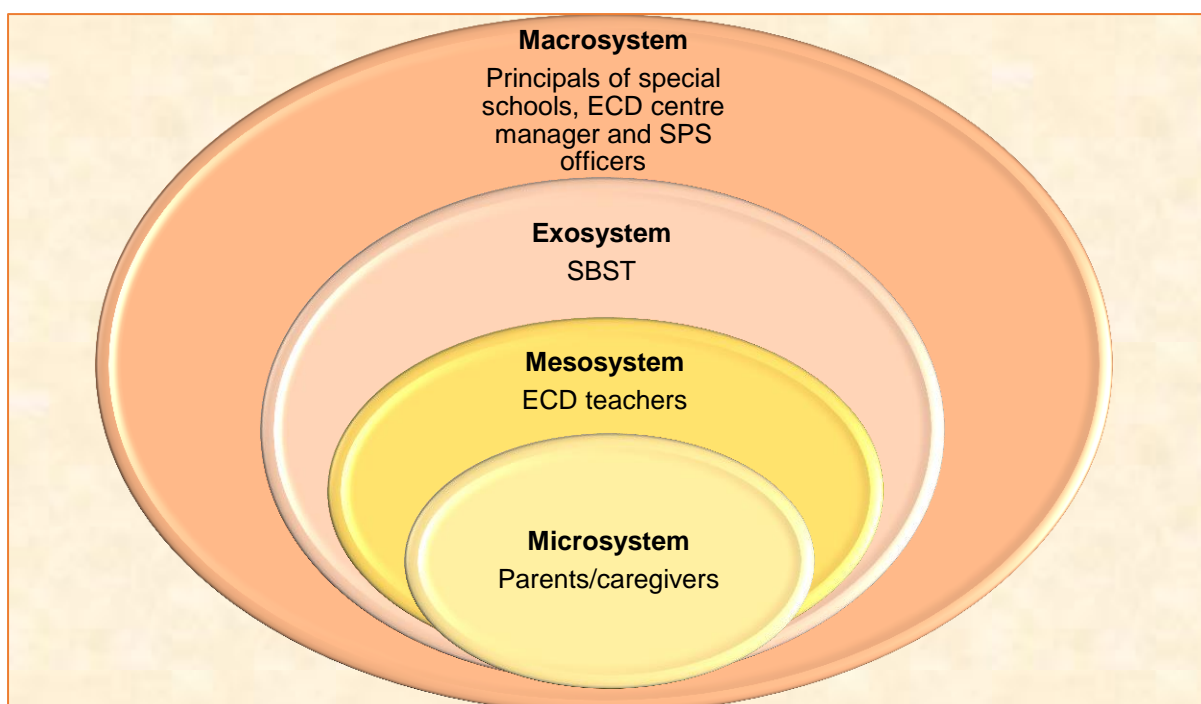 Macrosystem
Principals of special
schools, ECD centre
manager and SPS
officers
Exosystem
SBST
Mesosystem
ECD teachers
Microsystem
Parents/caregivers